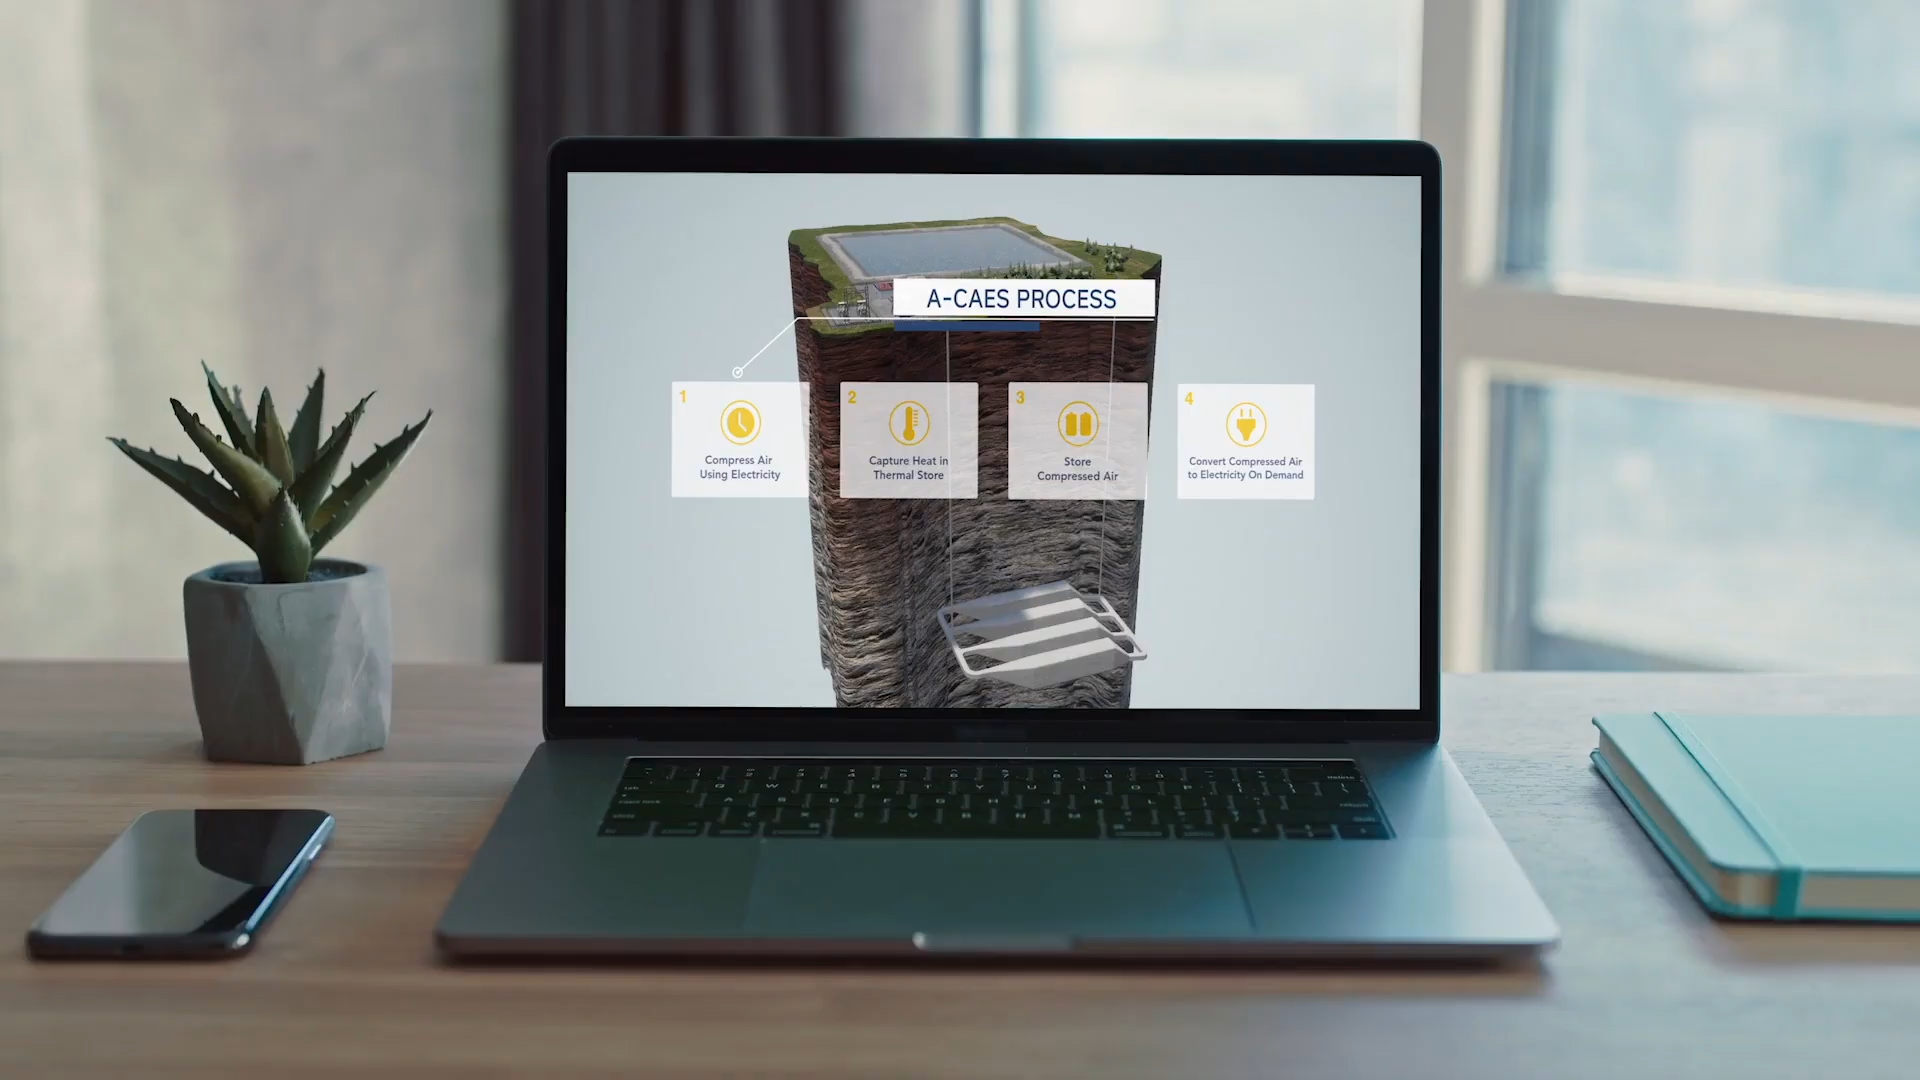 A-CAES PROCESS
1
Compress Air
Using Electricity
2
Capture Heat in
Thermal Store
3
Store
Compressed Air
4
Convert Compressed Air
to Electricity On Demand